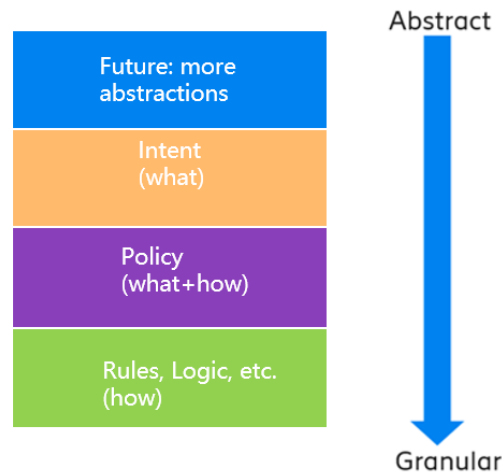 Abstract
Future: more
abstractions
Intent
(what)
Policy
(what+how)
Rules, Logic, etc.
(how)
Granular